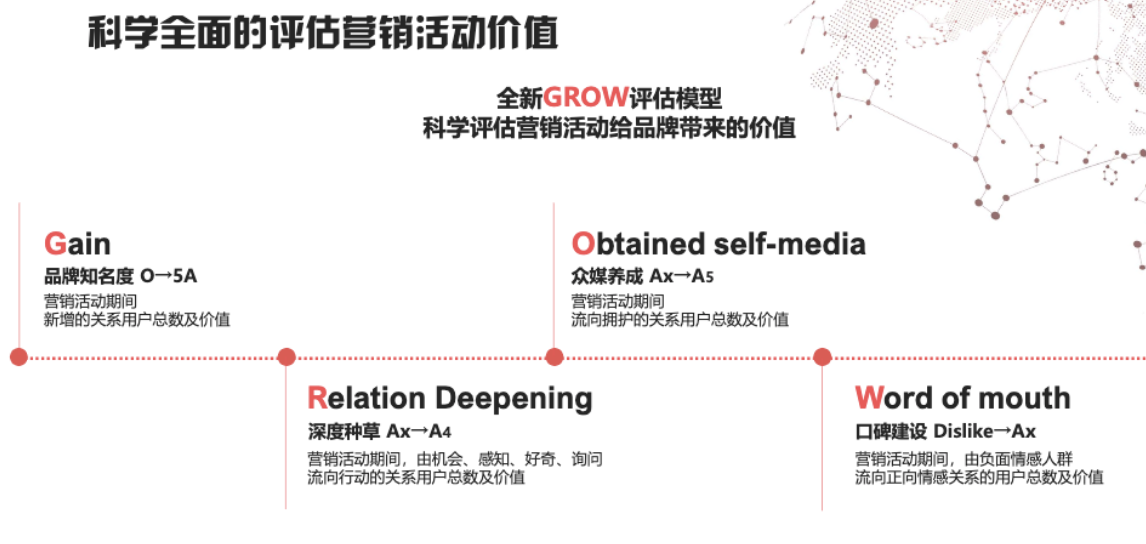 科学全面的评估营销活动价值
全新GROW评估模型
科学评估营销活动给品牌带来的价值
Gain
品牌知名度 O→5A
营销活动期间
新增的关系用户总数及价值
Obtained self-media
众媒养成 Ax→A5
营销活动期间
流向拥护的关系用户总数及价值
Relation Deepening
深度种草 Ax→A4
营销活动期间，由机会、感知、好奇、询问
流向行动的关系用户总数及价值
Word of mouth
口碑建设 Dislike→Ax
营销活动期间，由负面情感人群
流向正向情感关系的用户总数及价值